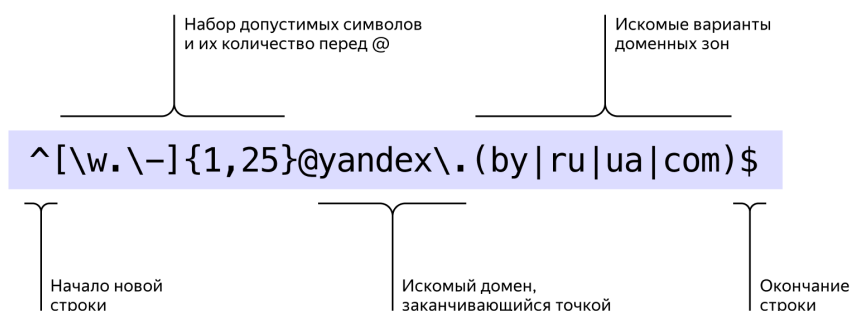 Набор допустимых символов
и их количество перед @
Искомые варианты
доменных зон
^[\w.\-]{1,25}@yandex\.(by|ru|ua|com)$
Начало новой
строки
Искомый домен,
заканчивающийся точкой
Окончание
строки